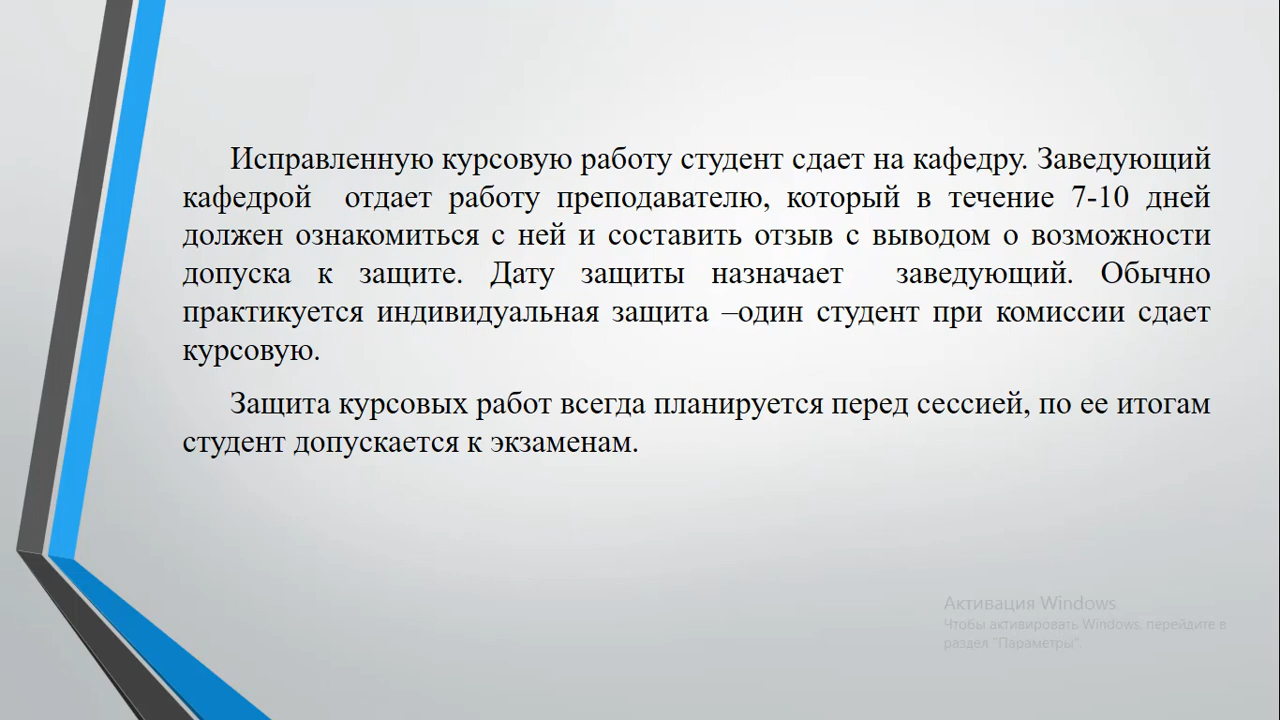 Исправленную курсовую работу студент сдает на кафедру. Заведующий
кафедрой отдает работу преподавателю, который в течение 7-10 дней
должен ознакомиться с ней и составить отзыв с выводом о возможности
допуска к защите. Дату защиты назначает заведующий. Обычно
практикуется индивидуальная защита –один студент при комиссии сдает
курсовую.
Защита курсовых работ всегда планируется перед сессией, по ее итогам
студент допускается к экзаменам.
Активация Windows
Чтобы активировать Windows, перейдите в
раздел "Параметры".